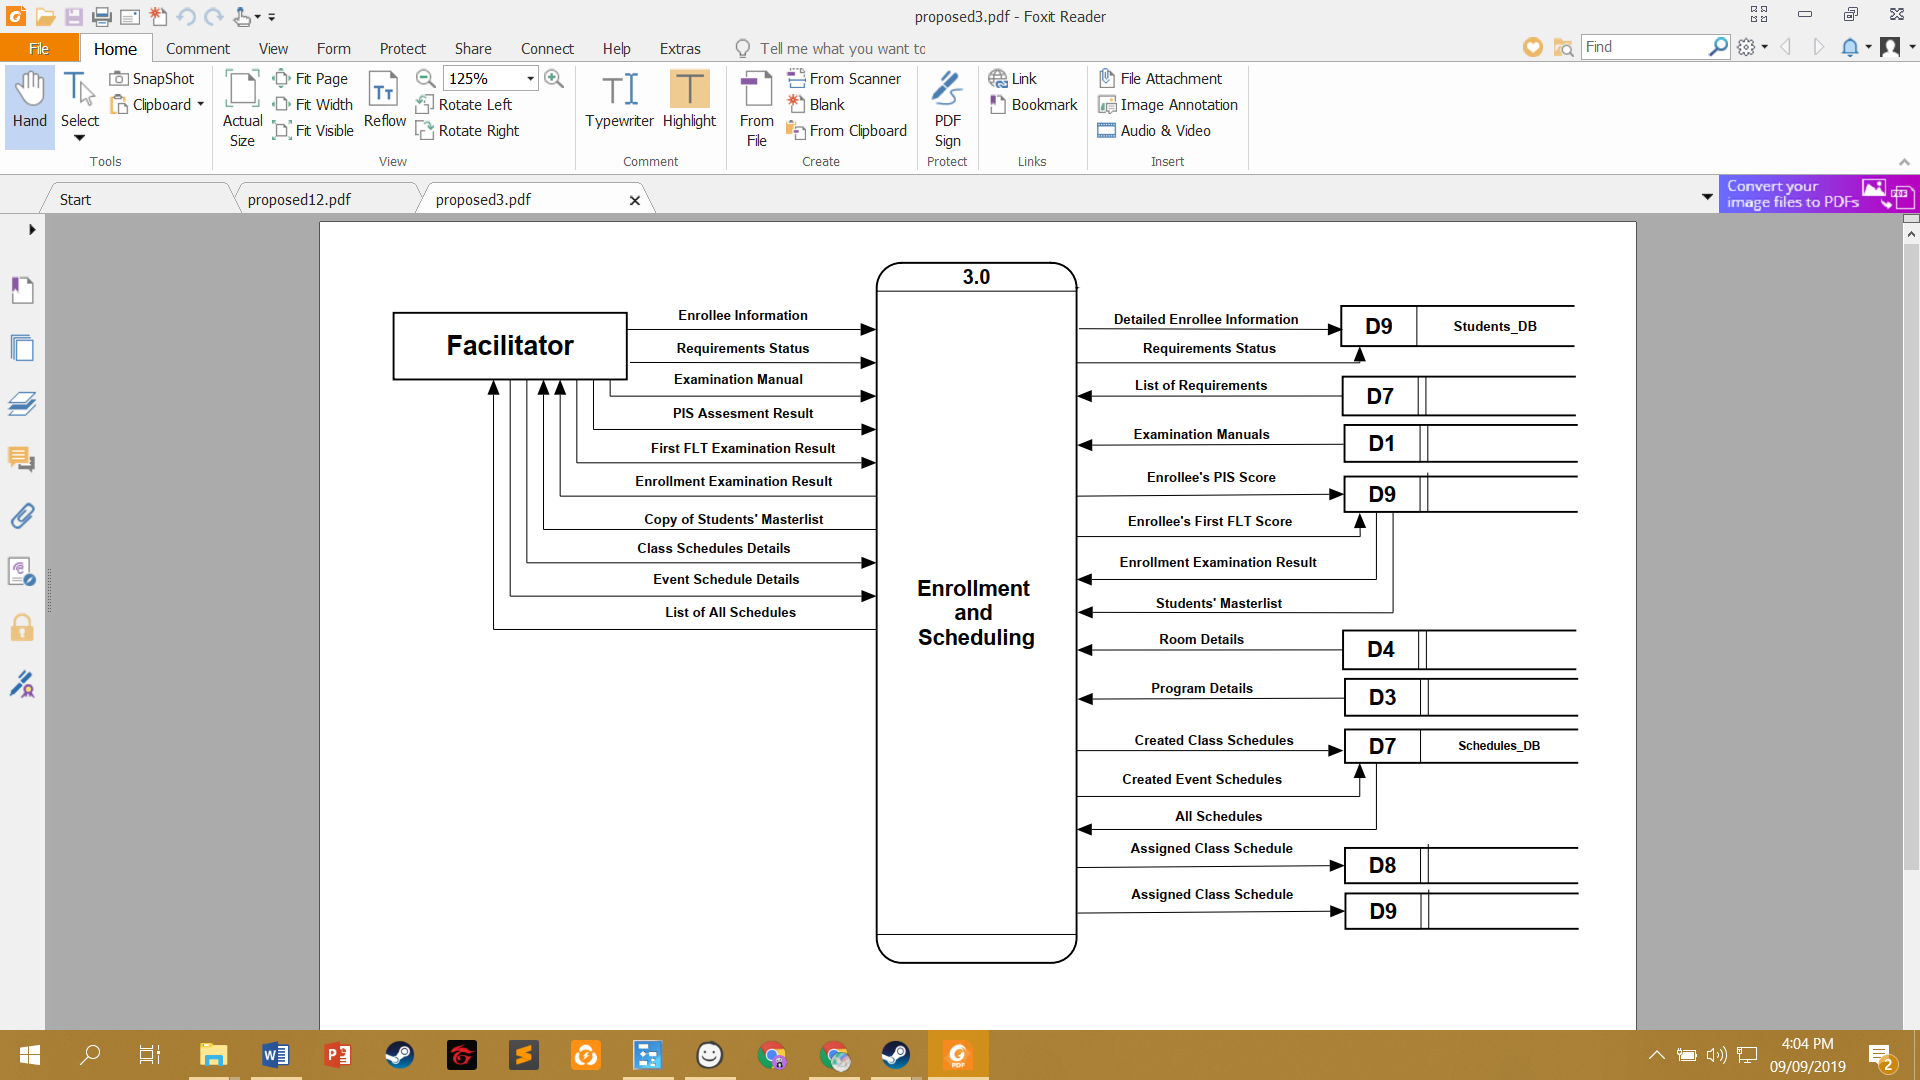 proposed3.pdf - Foxit Reader
File Home Comment View Form Protect Share Connect Help Extras Tell me what you want to Find
Hand
Select
SnapShot
Clipboard
Tools
Actual Size
Fit Page
Fit Width
Fit Visible
Reflow
125%
Rotate Left
Rotate Right
View
Typewriter
Highlight
Comment
From File
From Scanner
Blank
From Clipboard
Create
PDF Sign
Protect
Link
Bookmark
Links
File Attachment
Image Annotation
Audio & Video
Insert
Start
proposed12.pdf
proposed3.pdf
Convert your
image files to PDFs
3.0
Enrollment
and
Scheduling
Facilitator
Enrollee Information
Requirements Status
Examination Manual
PIS Assesment Result
First FLT Examination Result
Enrollment Examination Result
Copy of Students' Masterlist
Class Schedules Details
Event Schedule Details
List of All Schedules
Detailed Enrollee Information
D9 Students_DB
Requirements Status
List of Requirements
D7
Examination Manuals
D1
Enrollee's PIS Score
D9
Enrollee's First FLT Score
Enrollment Examination Result
Students' Masterlist
Room Details
D4
Program Details
D3
Created Class Schedules
D7 Schedules_DB
Created Event Schedules
All Schedules
Assigned Class Schedule
D8
Assigned Class Schedule
D9
4:04 PM
09/09/2019
2